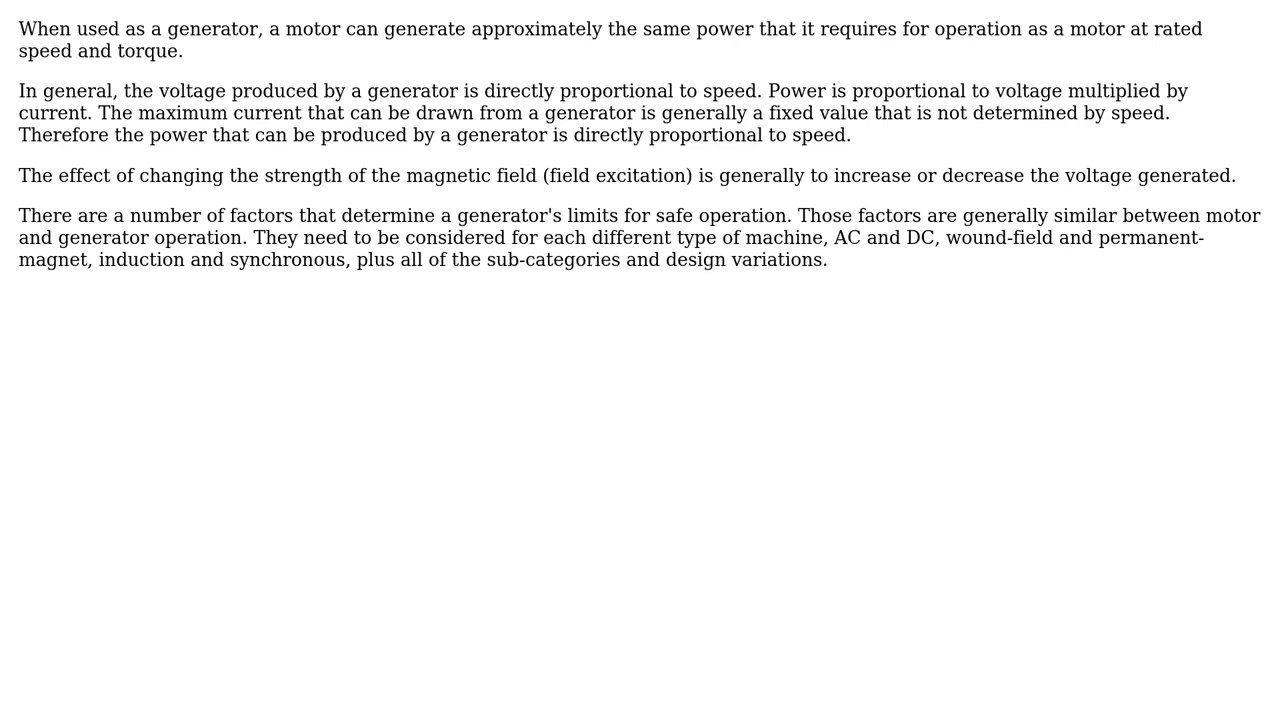 When used as a generator, a motor can generate approximately the same power that it requires for operation as a motor at rated
speed and torque.
In general, the voltage produced by a generator is directly proportional to speed. Power is proportional to voltage multiplied by
current. The maximum current that can be drawn from a generator is generally a fixed value that is not determined by speed.
Therefore the power that can be produced by a generator is directly proportional to speed.
The effect of changing the strength of the magnetic field (field excitation) is generally to increase or decrease the voltage generated.
There are a number of factors that determine a generator's limits for safe operation. Those factors are generally similar between motor
and generator operation. They need to be considered for each different type of machine, AC and DC, wound-field and permanent-
magnet, induction and synchronous, plus all of the sub-categories and design variations.